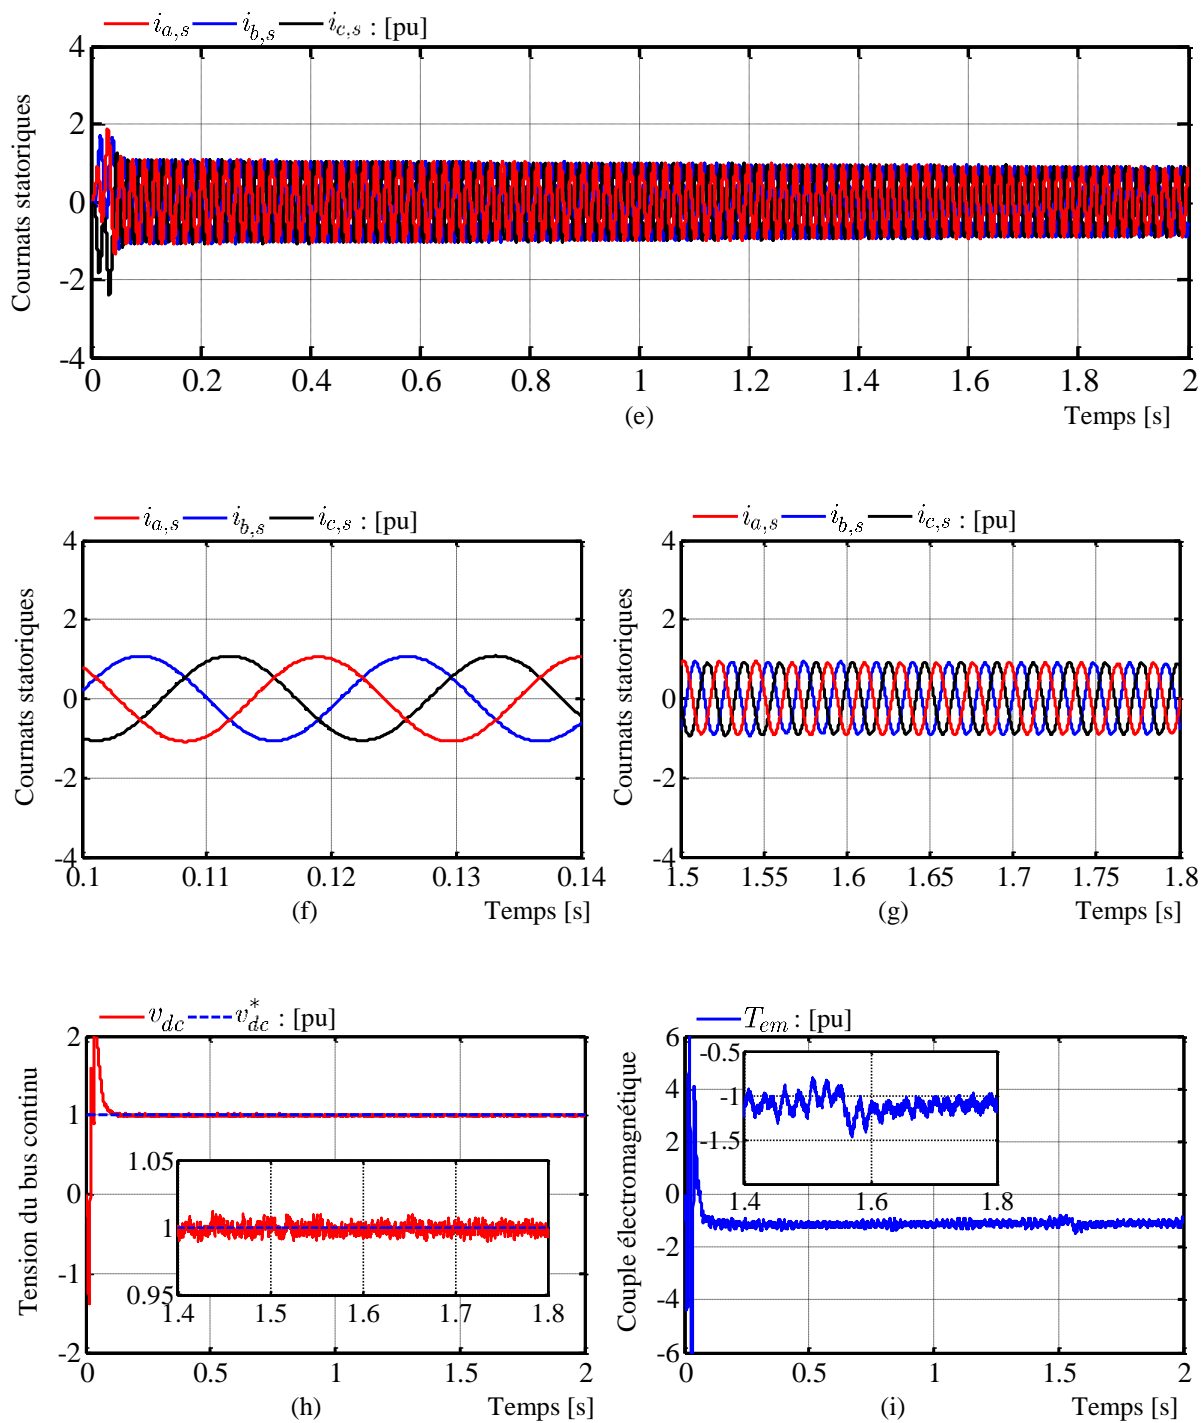 i_{a,s} i_{b,s} i_{c,s} : [pu]
4
2
0
-2
-4
Cournats statoriques
0 0.2 0.4 0.6 0.8 1 1.2 1.4 1.6 1.8 2
(e)
Temps [s]
i_{a,s} i_{b,s} i_{c,s} : [pu]
4
2
0
-2
-4
Cournats statoriques
0.1 0.11 0.12 0.13 0.14
(f)
Temps [s]
i_{a,s} i_{b,s} i_{c,s} : [pu]
4
2
0
-2
-4
Cournats statoriques
1.5 1.55 1.6 1.65 1.7 1.75 1.8
(g)
Temps [s]
v_{dc} v_{dc}^* : [pu]
2
1
0
-1
-2
Tension du bus continu
1.05
1
0.95
1.4 1.5 1.6 1.7 1.8
0 0.5 1 1.5 2
(h)
Temps [s]
T_{em} : [pu]
6
4
2
0
-2
-4
-6
Couple électromagnétique
-0.5
-1
-1.5
1.4 1.6 1.8
0 0.5 1 1.5 2
(i)
Temps [s]